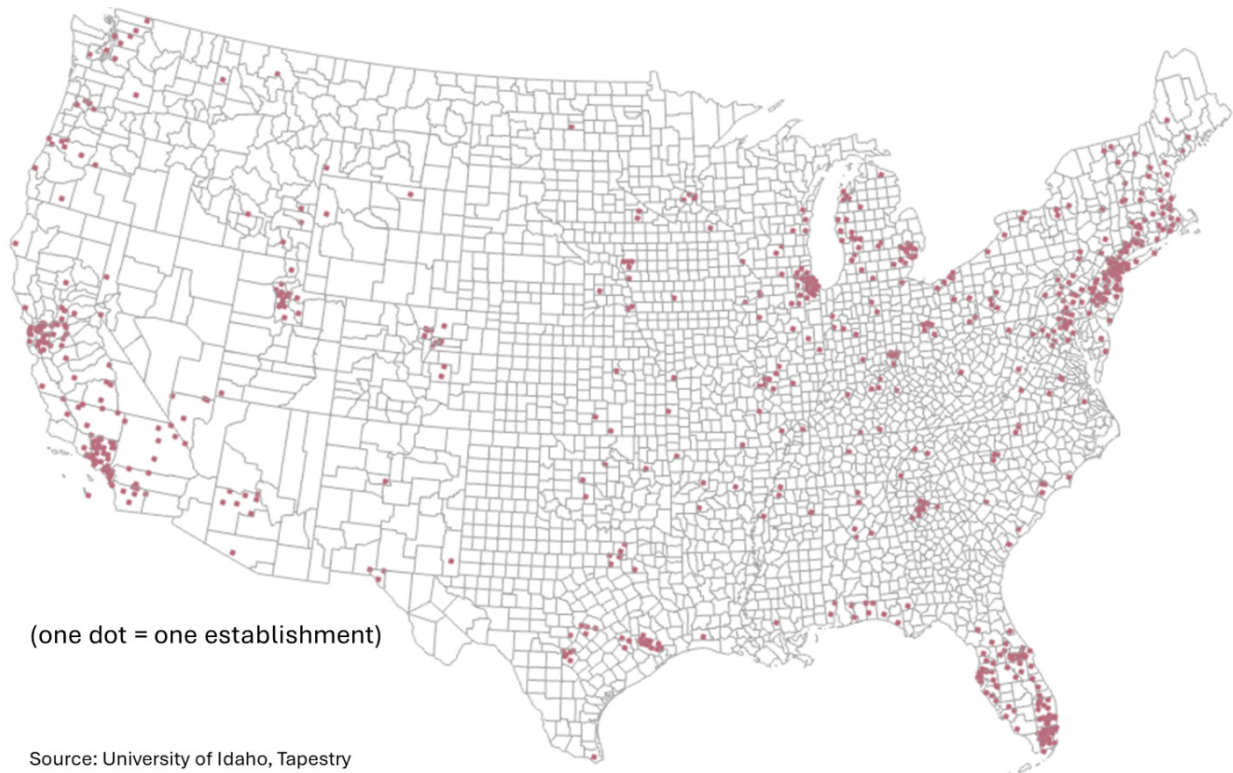 (one dot = one establishment)
Source: University of Idaho, Tapestry